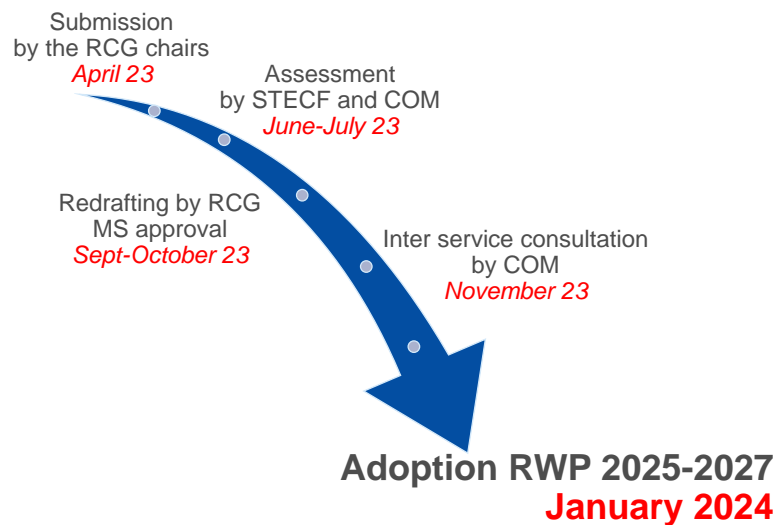 Submission
by the RCG chairs
April 23
Assessment
by STECF and COM
June-July 23
Redrafting by RCG
MS approval
Sept-October 23
Inter service consultation
by COM
November 23
Adoption RWP 2025-2027
January 2024